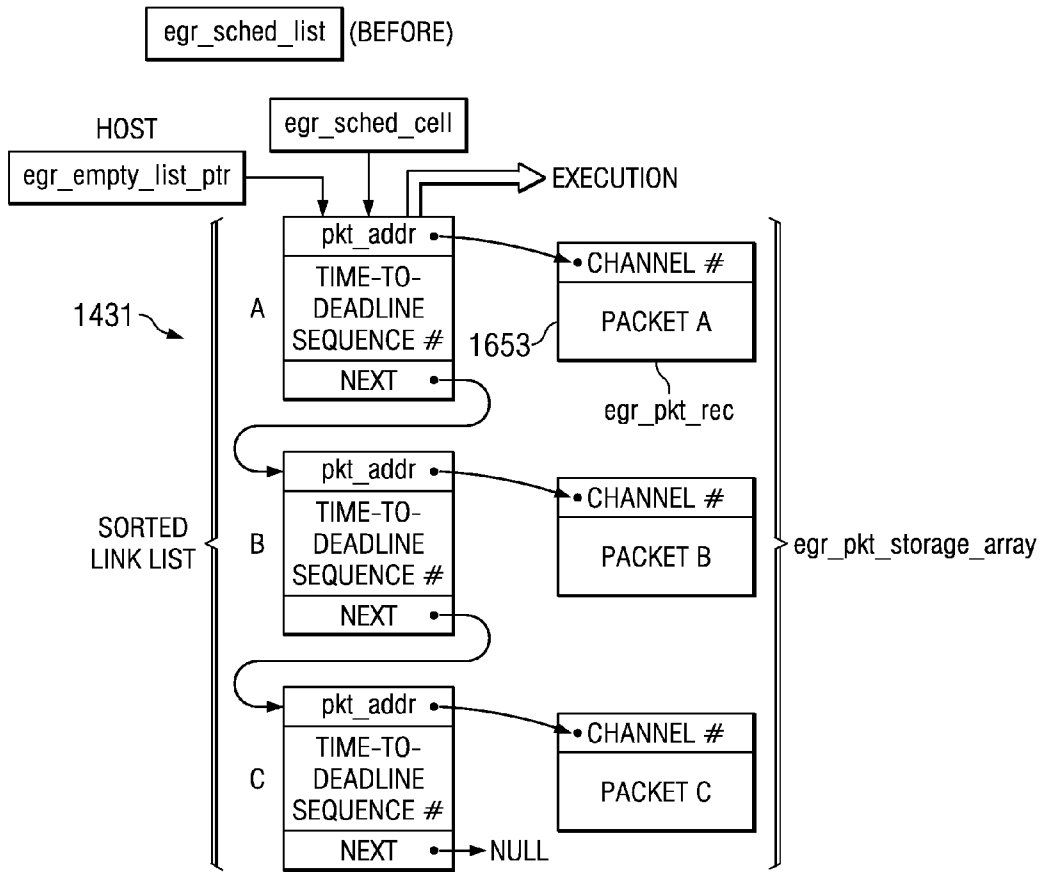 egr_sched_list (BEFORE)
HOST
egr_sched_cell
egr_empty_list_ptr
EXECUTION
pkt_addr
CHANNEL #
A
TIME-TO-
DEADLINE
SEQUENCE #
PACKET A
1431
1653
NEXT
egr_pkt_rec
pkt_addr
CHANNEL #
SORTED
LINK LIST
B
TIME-TO-
DEADLINE
SEQUENCE #
PACKET B
egr_pkt_storage_array
NEXT
pkt_addr
CHANNEL #
C
TIME-TO-
DEADLINE
SEQUENCE #
PACKET C
NEXT
NULL